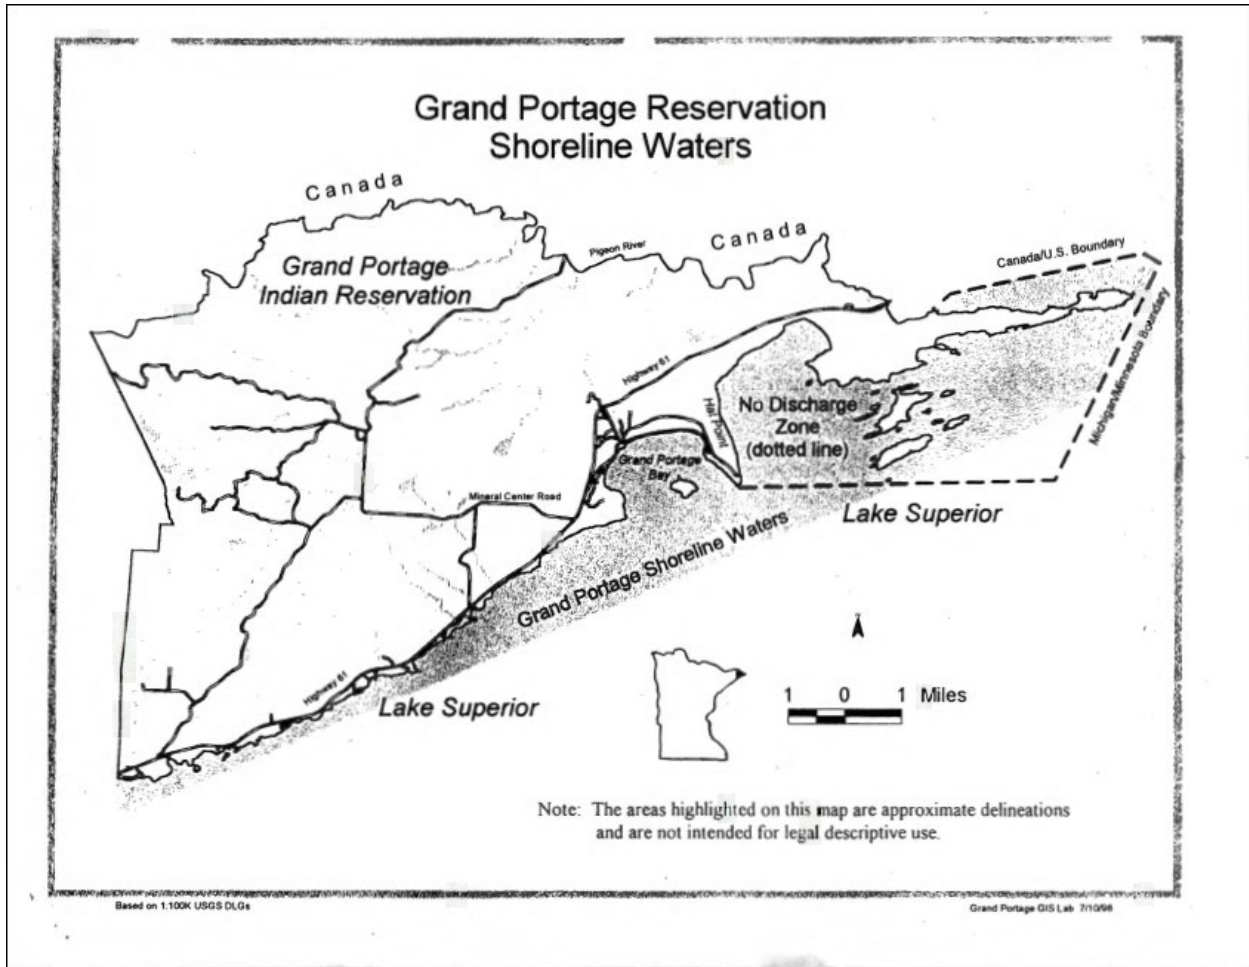 Grand Portage Reservation
Shoreline Waters
Canada
Canada
Pigeon River
Canada/U.S. Boundary
Grand Portage
Indian Reservation
Michigan/Minnesota Boundary
Highway 61
Hat Point
No Discharge
Zone
(dotted line)
Grand Portage
Bay
Mineral Center Road
Lake Superior
Grand Portage Shoreline Waters
Highway 61
Lake Superior
1 0 1 Miles
Note: The areas highlighted on this map are approximate delineations
and are not intended for legal descriptive use.
Based on 1:100K USGS DLGs
Grand Portage GIS Lab 7/10/96